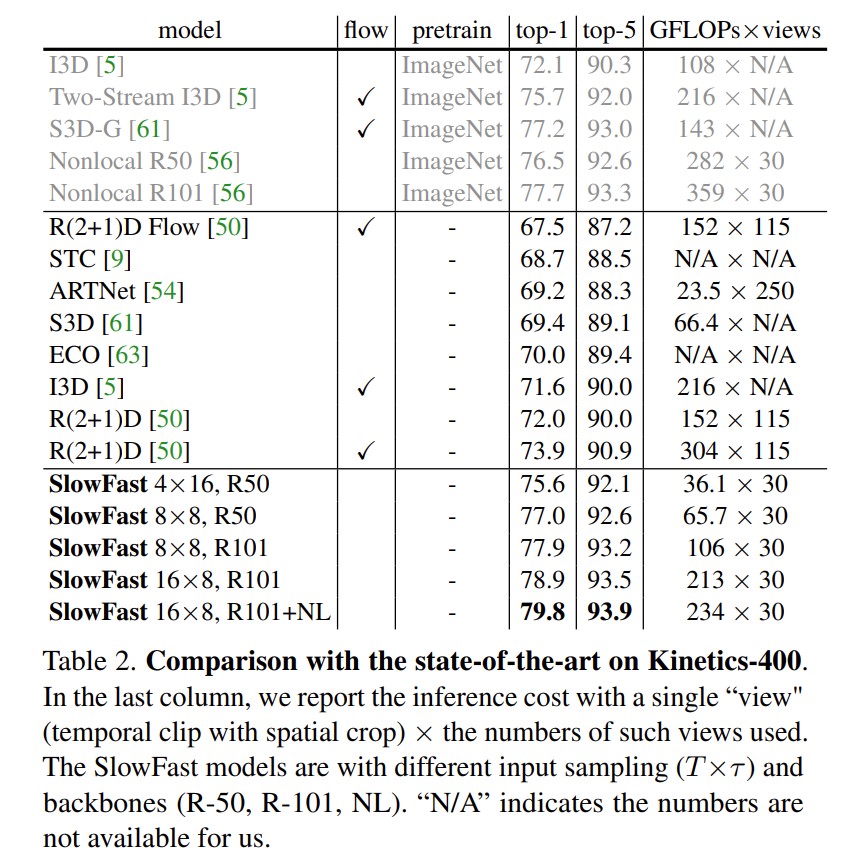 model flow pretrain top-1 top-5 GFLOPs×views
I3D [5] ImageNet 72.1 90.3 108 × N/A
Two-Stream I3D [5] ✓ ImageNet 75.7 92.0 216 × N/A
S3D-G [61] ✓ ImageNet 77.2 93.0 143 × N/A
Nonlocal R50 [56] ImageNet 76.5 92.6 282 × 30
Nonlocal R101 [56] ImageNet 77.7 93.3 359 × 30
R(2+1)D Flow [50] ✓ - 67.5 87.2 152 × 115
STC [9] - 68.7 88.5 N/A × N/A
ARTNet [54] - 69.2 88.3 23.5 × 250
S3D [61] - 69.4 89.1 66.4 × N/A
ECO [63] - 70.0 89.4 N/A × N/A
I3D [5] ✓ - 71.6 90.0 216 × N/A
R(2+1)D [50] - 72.0 90.0 152 × 115
R(2+1)D [50] ✓ - 73.9 90.9 304 × 115
SlowFast 4×16, R50 - 75.6 92.1 36.1 × 30
SlowFast 8×8, R50 - 77.0 92.6 65.7 × 30
SlowFast 8×8, R101 - 77.9 93.2 106 × 30
SlowFast 16×8, R101 - 78.9 93.5 213 × 30
SlowFast 16×8, R101+NL - 79.8 93.9 234 × 30
Table 2. Comparison with the state-of-the-art on Kinetics-400.
In the last column, we report the inference cost with a single “view"
(temporal clip with spatial crop) × the numbers of such views used.
The SlowFast models are with different input sampling (T×τ) and
backbones (R-50, R-101, NL). “N/A” indicates the numbers are
not available for us.